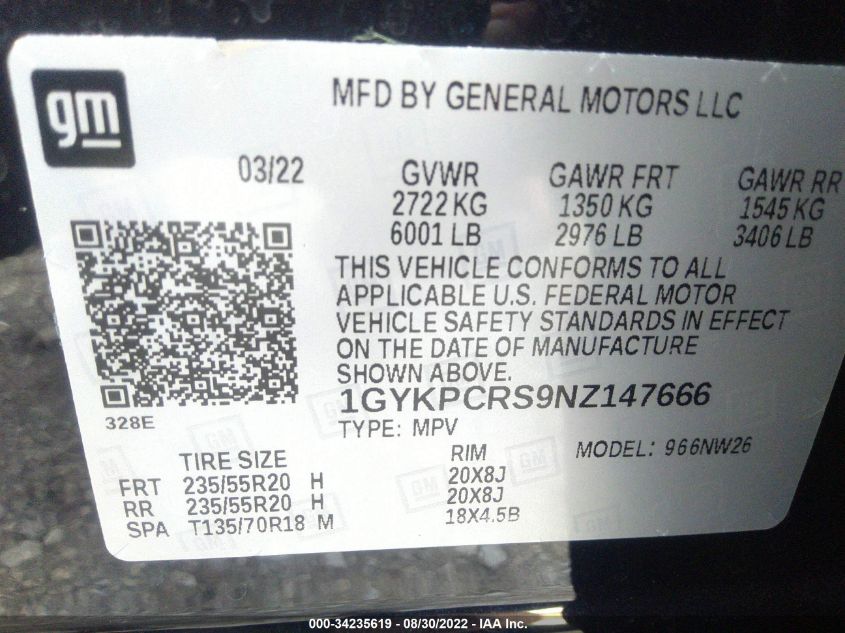 gm
MFD BY GENERAL MOTORS LLC
03/22 GVWR GAWR FRT GAWR RR
2722 KG 1350 KG 1545 KG
6001 LB 2976 LB 3406 LB
THIS VEHICLE CONFORMS TO ALL
APPLICABLE U.S. FEDERAL MOTOR
VEHICLE SAFETY STANDARDS IN EFFECT
ON THE DATE OF MANUFACTURE
SHOWN ABOVE.
1GYKPCRS9NZ147666
328E
TYPE: MPV MODEL: 966NW26
TIRE SIZE RIM
FRT 235/55R20 H 20X8J
RR 235/55R20 H 20X8J
SPA T135/70R18 M 18X4.5B
000-34235619 - 08/30/2022 - IAA Inc.